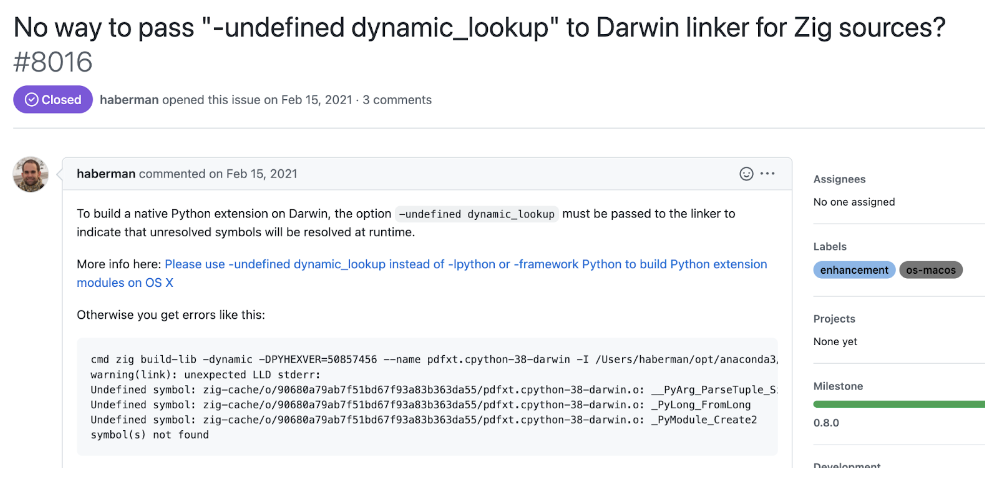 No way to pass "-undefined dynamic_lookup" to Darwin linker for Zig sources?
#8016
Closed haberman opened this issue on Feb 15, 2021 · 3 comments
haberman commented on Feb 15, 2021
To build a native Python extension on Darwin, the option -undefined dynamic_lookup must be passed to the linker to
indicate that unresolved symbols will be resolved at runtime.
More info here: Please use -undefined dynamic_lookup instead of -lpython or -framework Python to build Python extension
modules on OS X
Otherwise you get errors like this:
cmd zig build-lib -dynamic -DPYHEXVER=50857456 --name pdfxt.cpython-38-darwin -I /Users/haberman/opt/anaconda3,
warning(link): unexpected LLD stderr:
Undefined symbol: zig-cache/o/90680a79ab7f51bd67f93a83b363da55/pdfxt.cpython-38-darwin.o: __PyArg_ParseTuple_S
Undefined symbol: zig-cache/o/90680a79ab7f51bd67f93a83b363da55/pdfxt.cpython-38-darwin.o: _PyLong_FromLong
Undefined symbol: zig-cache/o/90680a79ab7f51bd67f93a83b363da55/pdfxt.cpython-38-darwin.o: _PyModule_Create2
symbol(s) not found
Assignees
No one assigned
Labels
enhancement os-macos
Projects
None yet
Milestone
0.8.0
Development